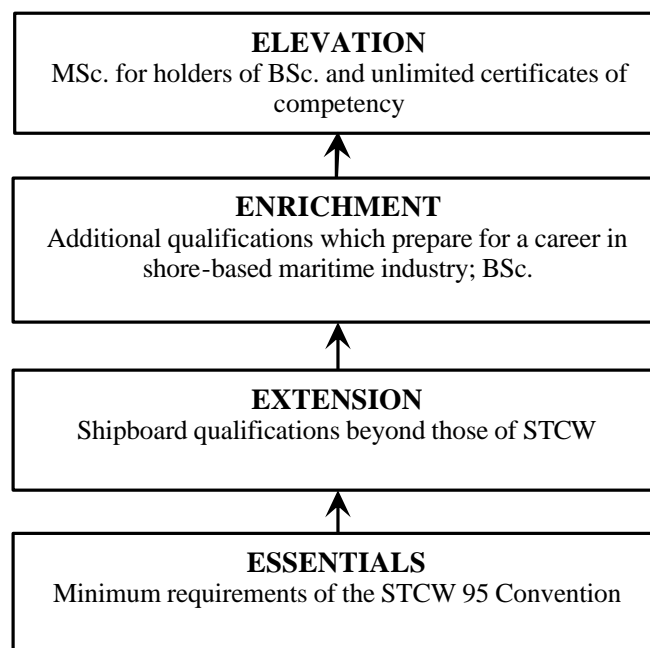 ELEVATION
MSc. for holders of BSc. and unlimited certificates of
competency
ENRICHMENT
Additional qualifications which prepare for a career in
shore-based maritime industry; BSc.
EXTENSION
Shipboard qualifications beyond those of STCW
ESSENTIALS
Minimum requirements of the STCW 95 Convention